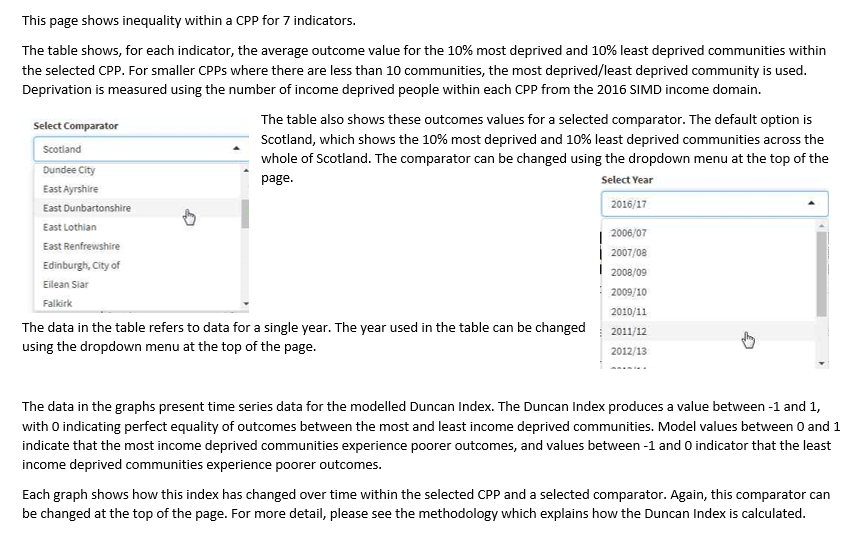 This page shows inequality within a CPP for 7 indicators.
The table shows, for each indicator, the average outcome value for the 10% most deprived and 10% least deprived communities within
the selected CPP. For smaller CPPs where there are less than 10 communities, the most deprived/least deprived community is used.
Deprivation is measured using the number of income deprived people within each CPP from the 2016 SIMD income domain.
The table also shows these outcomes values for a selected comparator. The default option is
Scotland, which shows the 10% most deprived and 10% least deprived communities across the
whole of Scotland. The comparator can be changed using the dropdown menu at the top of the
page.
Select Comparator
Scotland
Dundee City
East Ayrshire
East Dunbartonshire
East Lothian
East Renfrewshire
Edinburgh, City of
Eilean Siar
Falkirk
Select Year
2016/17
2006/07
2007/08
2008/09
2009/10
2010/11
2011/12
2012/13
The data in the table refers to data for a single year. The year used in the table can be changed
using the dropdown menu at the top of the page.
The data in the graphs present time series data for the modelled Duncan Index. The Duncan Index produces a value between -1 and 1,
with 0 indicating perfect equality of outcomes between the most and least income deprived communities. Model values between 0 and 1
indicate that the most income deprived communities experience poorer outcomes, and values between -1 and 0 indicator that the least
income deprived communities experience poorer outcomes.
Each graph shows how this index has changed over time within the selected CPP and a selected comparator. Again, this comparator can
be changed at the top of the page. For more detail, please see the methodology which explains how the Duncan Index is calculated.